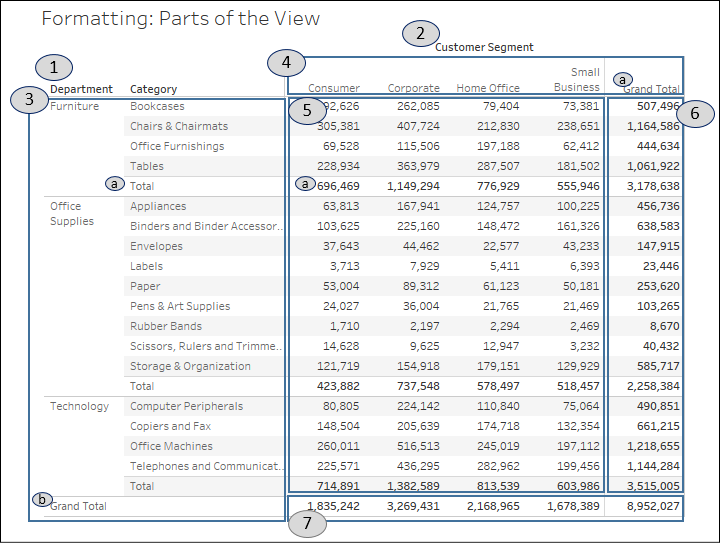 Formatting: Parts of the View
2
Customer Segment
1
4
Small
a
Department Category Consumer Corporate Home Office Business Grand Total
3
5
6
Furniture Bookcases 92,626 262,085 79,404 73,381 507,496
Chairs & Chairmats 305,381 407,724 212,830 238,651 1,164,586
Office Furnishings 69,528 115,506 197,188 62,412 444,634
Tables 228,934 363,979 287,507 181,502 1,061,922
a Total a 696,469 1,149,294 776,929 555,946 3,178,638
Office Appliances 63,813 167,941 124,757 100,225 456,736
Supplies Binders and Binder Accessor.. 103,625 225,160 148,472 161,326 638,583
Envelopes 37,643 44,462 22,577 43,233 147,915
Labels 3,713 7,929 5,411 6,393 23,446
Paper 53,004 89,312 61,123 50,181 253,620
Pens & Art Supplies 24,027 36,004 21,765 21,469 103,265
Rubber Bands 1,710 2,197 2,294 2,469 8,670
Scissors, Rulers and Trimme.. 14,628 9,625 12,947 3,232 40,432
Storage & Organization 121,719 154,918 179,151 129,929 585,717
Total 423,882 737,548 578,497 518,457 2,258,384
Technology Computer Peripherals 80,805 224,142 110,840 75,064 490,851
Copiers and Fax 148,504 205,639 174,718 132,354 661,215
Office Machines 260,011 516,513 245,019 197,112 1,218,655
Telephones and Communicat.. 225,571 436,295 282,962 199,456 1,144,284
Total 714,891 1,382,589 813,539 603,986 3,515,005
b
Grand Total 1,835,242 3,269,431 2,168,965 1,678,389 8,952,027
7